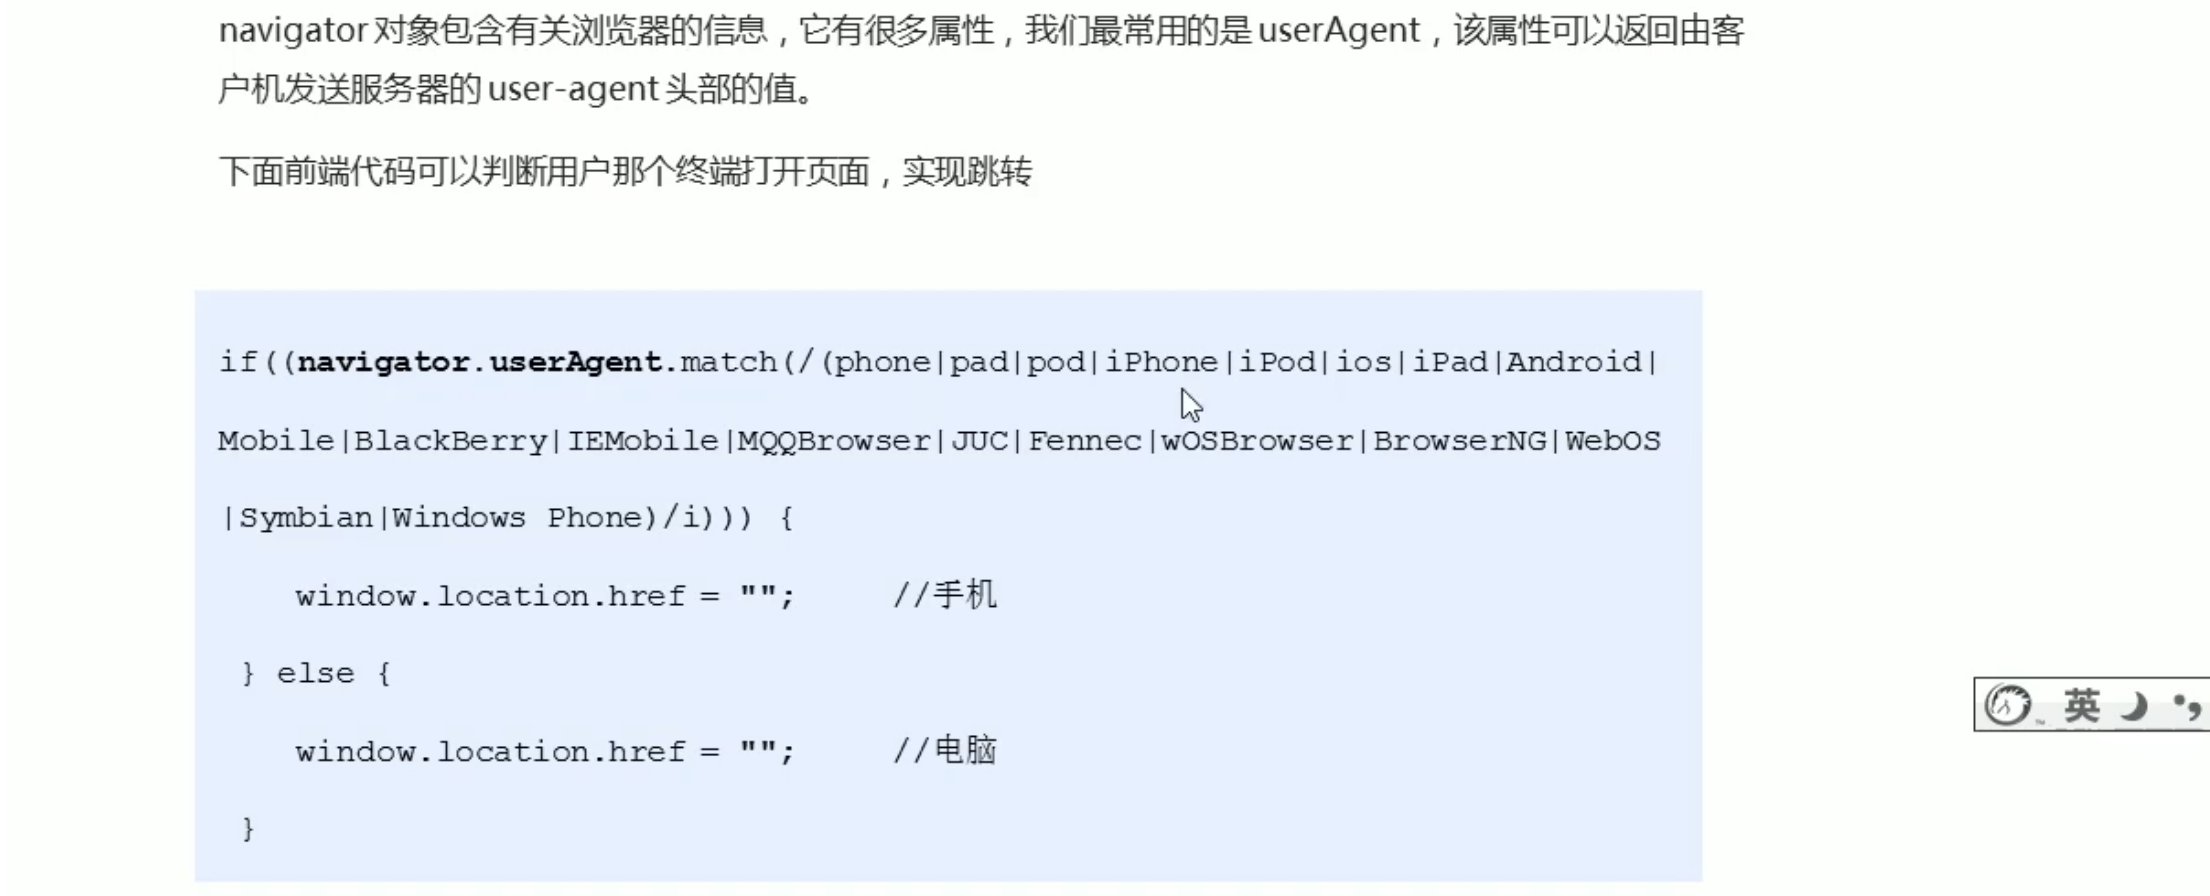 navigator 对象包含有关浏览器的信息，它有很多属性，我们最常用的是 userAgent，该属性可以返回由客
户机发送服务器的 user-agent 头部的值。
下面前端代码可以判断用户那个终端打开页面，实现跳转
if((navigator.userAgent.match(/(phone|pad|pod|iPhone|iPod|ios|iPad|Android|
Mobile|BlackBerry|IEMobile|MQQBrowser|JUC|Fennec|wOSBrowser|BrowserNG|WebOS
|Symbian|Windows Phone)/i))) {
window.location.href = ""; //手机
} else {
window.location.href = ""; //电脑
}
英